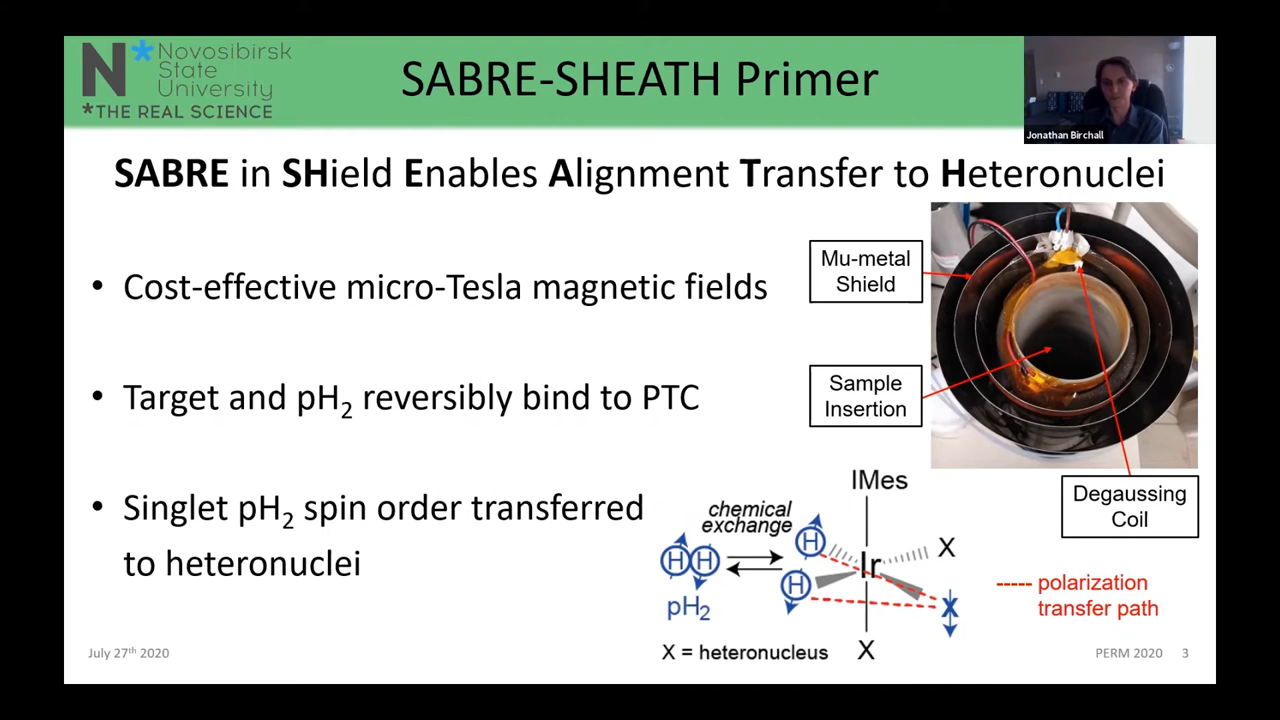 N*Novosibirsk
State
University
*THE REAL SCIENCE
SABRE-SHEATH Primer
Jonathan Birchall
SABRE in SHield Enables Alignment Transfer to Heteronuclei
• Cost-effective micro-Tesla magnetic fields
• Target and pH₂ reversibly bind to PTC
• Singlet pH₂ spin order transferred
to heteronuclei
Mu-metal
Shield
Sample
Insertion
Degaussing
Coil
IMes
chemical
exchange
H
H H
Ir
X
H
pH₂
X
X
X = heteronucleus
----- polarization
transfer path
July 27th 2020
PERM 2020 3